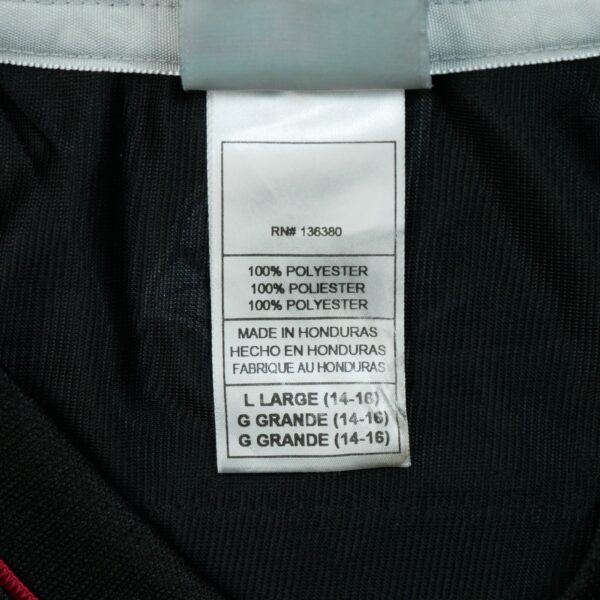 RN# 136380
100% POLYESTER
100% POLIESTER
100% POLYESTER
MADE IN HONDURAS
HECHO EN HONDURAS
FABRIQUE AU HONDURAS
L LARGE (14-16)
G GRANDE (14-16)
G GRANDE (14-16)